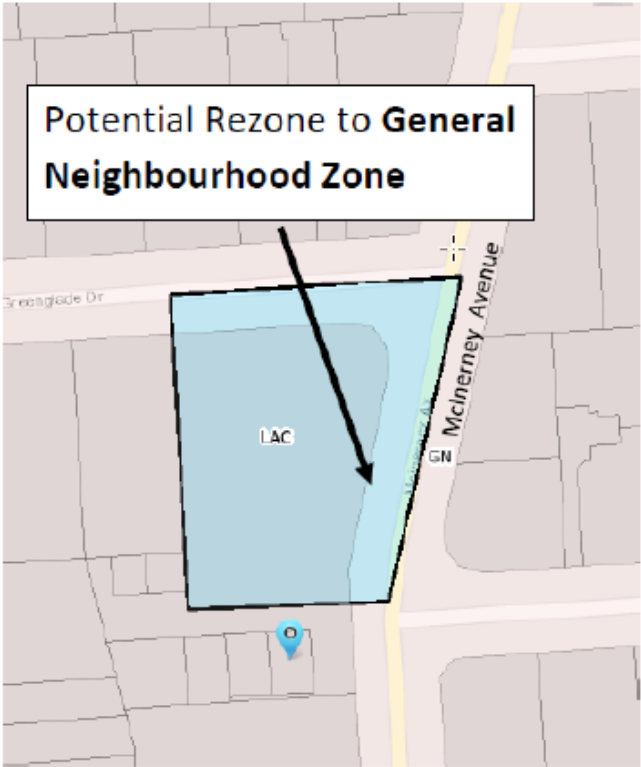 Potential Rezone to General
Neighbourhood Zone
Greenglade Dr
McInerney Avenue
LAC
GN